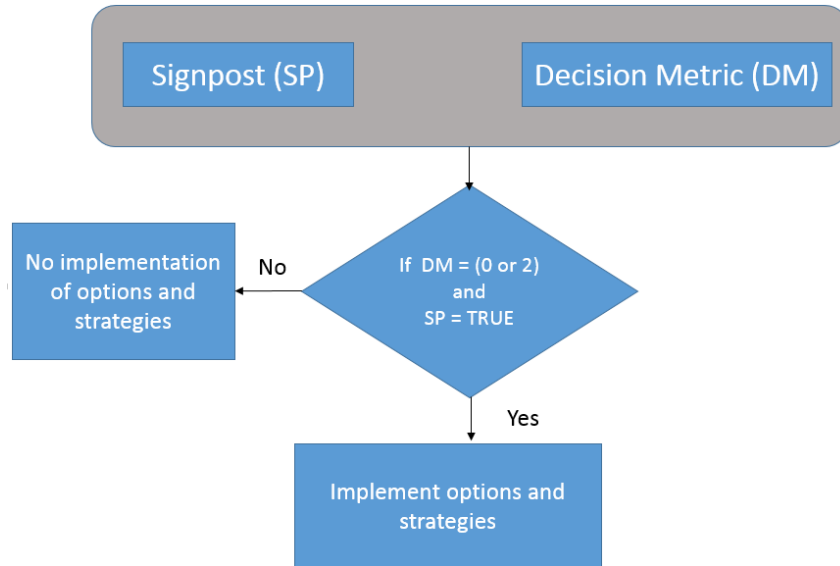 Signpost (SP)
Decision Metric (DM)
If DM = (0 or 2)
and
SP = TRUE
No
No implementation
of options and
strategies
Yes
Implement options and
strategies